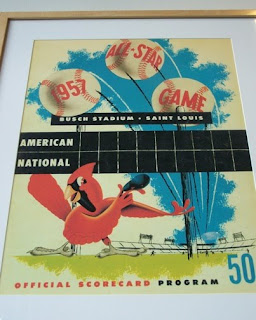 1957
ALL-STAR
GAME
BUSCH STADIUM • SAINT LOUIS
AMERICAN
NATIONAL
50
OFFICIAL SCORECARD PROGRAM